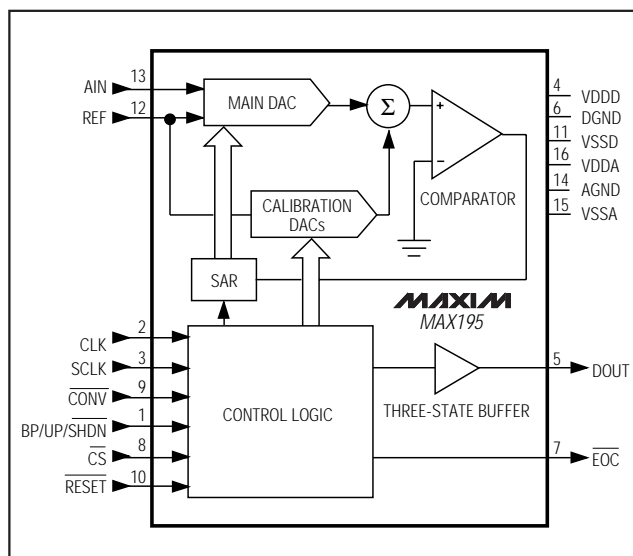 AIN 13
REF 12
MAIN DAC
Σ
+
−
COMPARATOR
CALIBRATION
DACs
SAR
MAXIM
MAX195
4 VDDD
6 DGND
11 VSSD
16 VDDA
14 AGND
15 VSSA
CLK 2
SCLK 3
CONV 9
BP/UP/SHDN 1
CS 8
RESET 10
CONTROL LOGIC
THREE-STATE BUFFER
5 DOUT
7 EOC